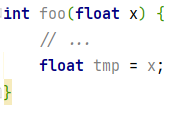 int foo(float x) {
    // ...
    float tmp = x;
}